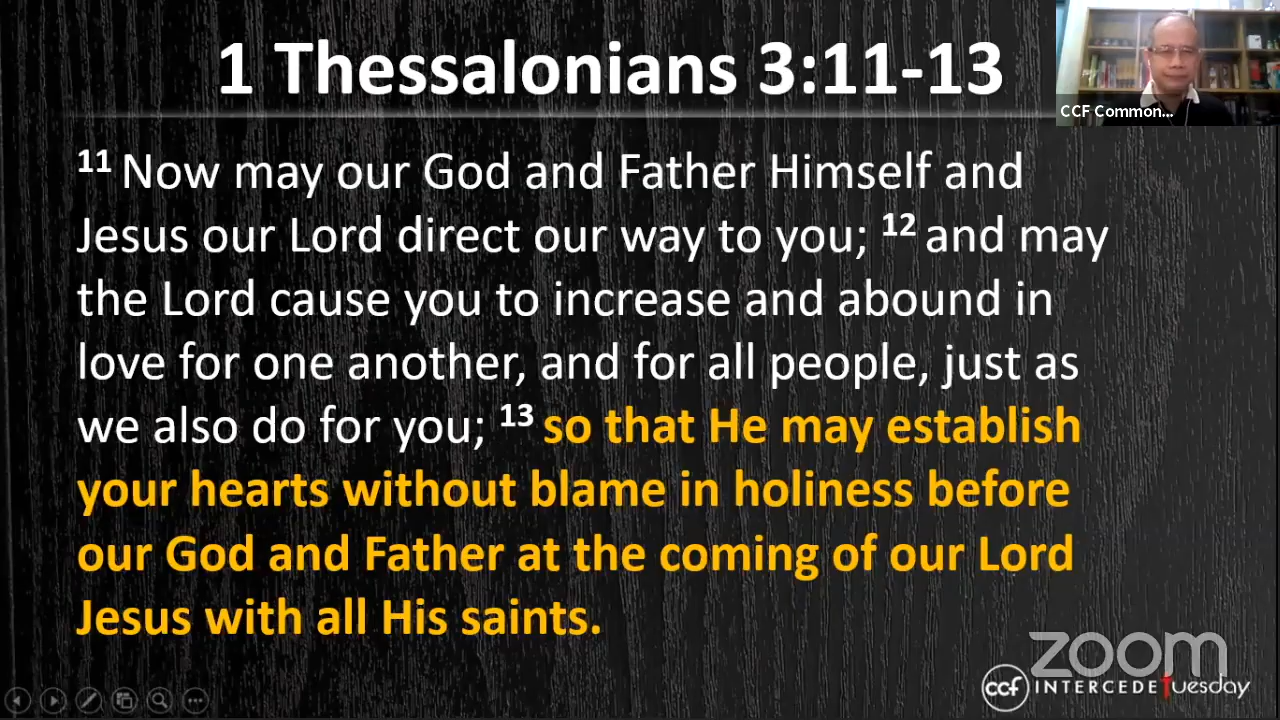 1 Thessalonians 3:11-13
CCF Common...
11 Now may our God and Father Himself and
Jesus our Lord direct our way to you; 12 and may
the Lord cause you to increase and abound in
love for one another, and for all people, just as
we also do for you; 13 so that He may establish
your hearts without blame in holiness before
our God and Father at the coming of our Lord
Jesus with all His saints.
zoom
ccf INTERCEDE Tuesday